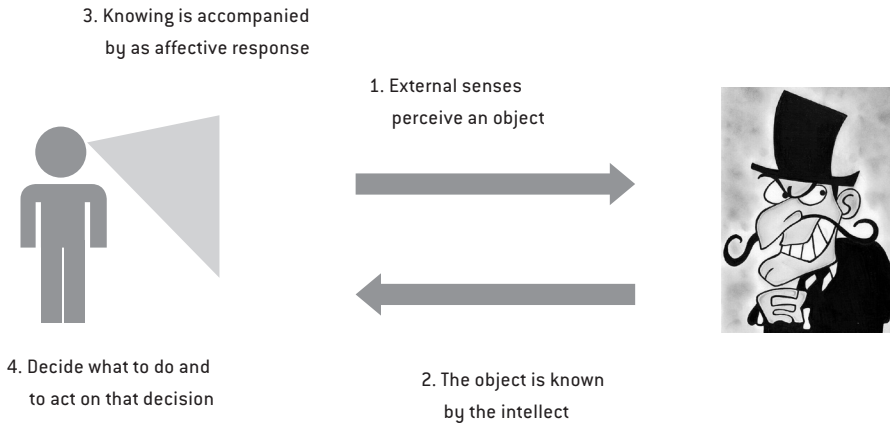 3. Knowing is accompanied
by as affective response
1. External senses
perceive an object
4. Decide what to do and
to act on that decision
2. The object is known
by the intellect